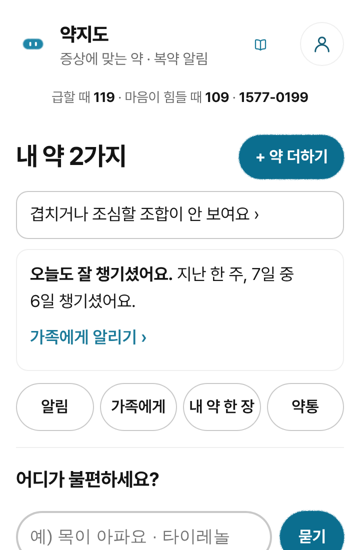 약지도
증상에 맞는 약 · 복약 알림
급할 때 119 · 마음이 힘들 때 109 · 1577-0199
내 약 2가지
+ 약 더하기
겹치거나 조심할 조합이 안 보여요 ›
오늘도 잘 챙기셨어요. 지난 한 주, 7일 중
6일 챙기셨어요.
가족에게 알리기 ›
알림 가족에게 내 약 한 장 약통
어디가 불편하세요?
예) 목이 아파요 · 타이레놀
묻기